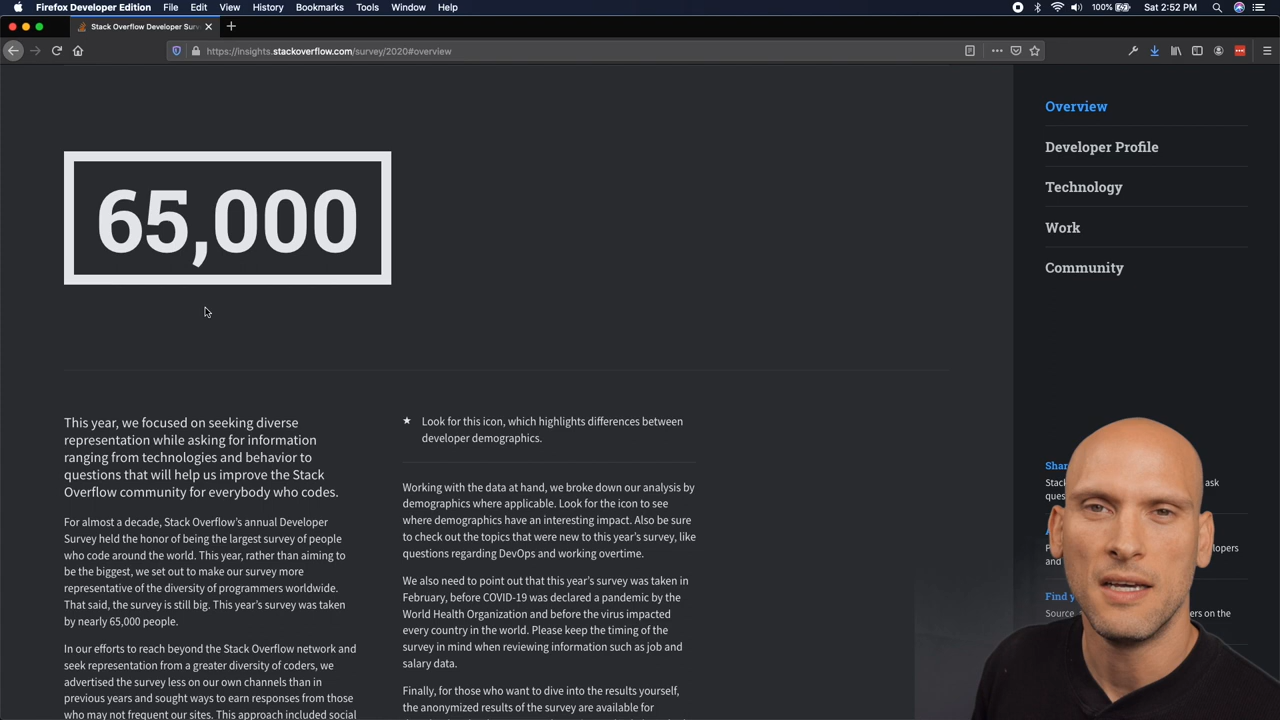 Firefox Developer Edition File Edit View History Bookmarks Tools Window Help 100% Sat 2:52 PM
Stack Overflow Developer Surv
https://insights.stackoverflow.com/survey/2020#overview
Overview
Developer Profile
Technology
Work
Community
65,000
This year, we focused on seeking diverse
representation while asking for information
ranging from technologies and behavior to
questions that will help us improve the Stack
Overflow community for everybody who codes.
For almost a decade, Stack Overflow's annual Developer
Survey held the honor of being the largest survey of people
who code around the world. This year, rather than aiming to
be the biggest, we set out to make our survey more
representative of the diversity of programmers worldwide.
That said, the survey is still big. This year's survey was taken
by nearly 65,000 people.
In our efforts to reach beyond the Stack Overflow network and
seek representation from a greater diversity of coders, we
advertised the survey less on our own channels than in
previous years and sought ways to earn responses from those
who may not frequent our sites. This approach included social
★ Look for this icon, which highlights differences between
developer demographics.
Working with the data at hand, we broke down our analysis by
demographics where applicable. Look for the icon to see
where demographics have an interesting impact. Also be sure
to check out the topics that were new to this year's survey, like
questions regarding DevOps and working overtime.
We also need to point out that this year's survey was taken in
February, before COVID-19 was declared a pandemic by the
World Health Organization and before the virus impacted
every country in the world. Please keep the timing of the
survey in mind when reviewing information such as job and
salary data.
Finally, for those who want to dive into the results yourself,
the anonymized results of the survey are available for
Shar
Stac ask
ques
elopers
and
Find y
Source ers on the